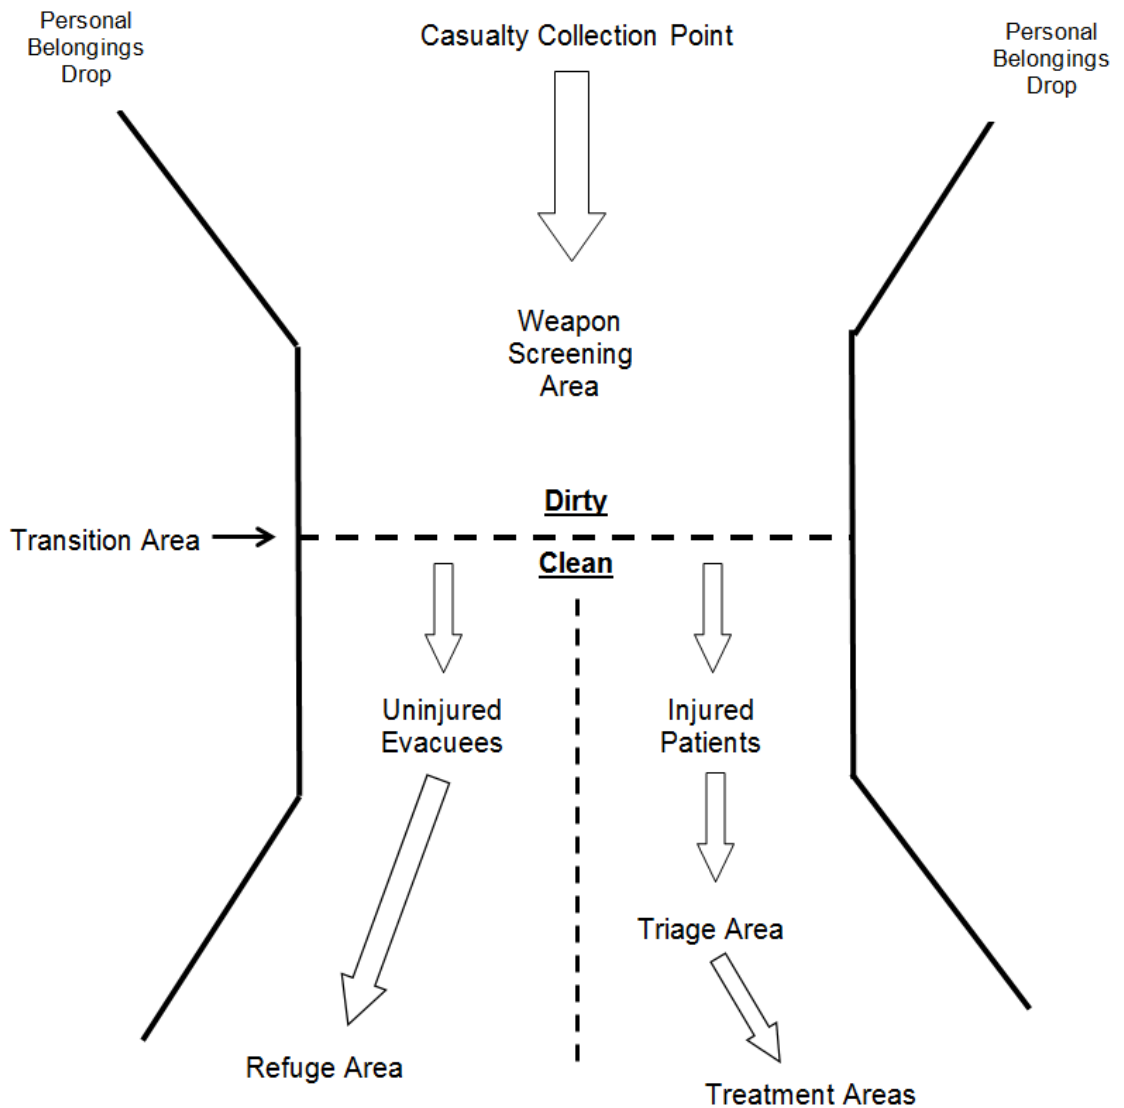 Personal
Belongings
Drop
Casualty Collection Point
Personal
Belongings
Drop
Weapon
Screening
Area
Dirty
Transition Area
Clean
Uninjured
Evacuees
Injured
Patients
Triage Area
Refuge Area
Treatment Areas